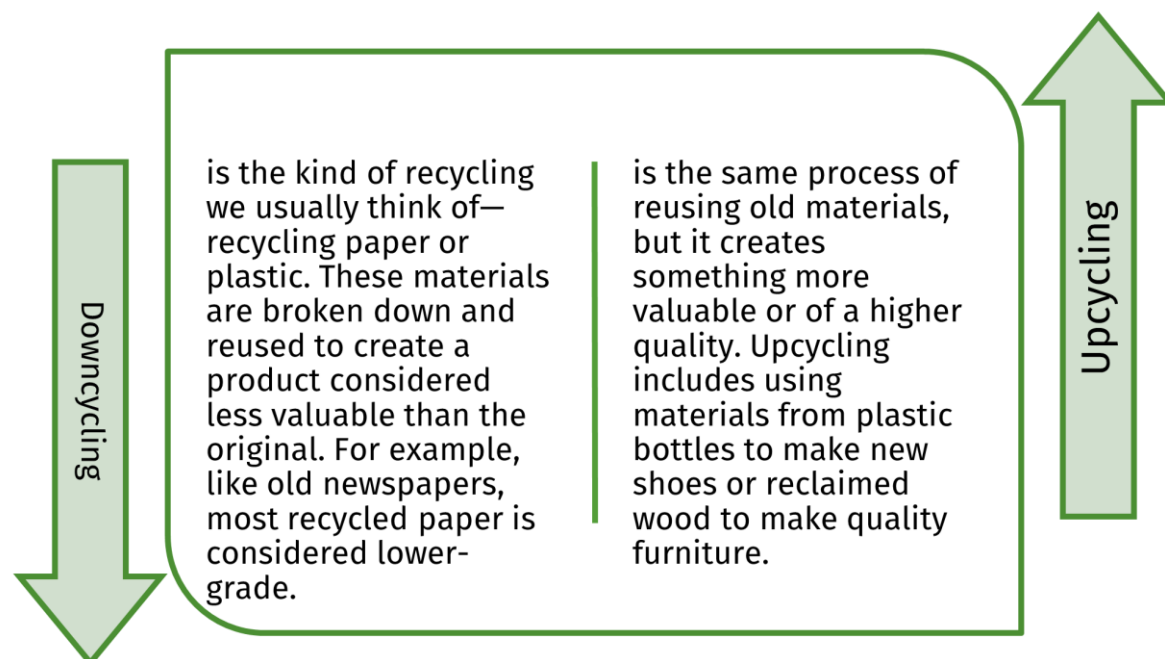 Downcycling
is the kind of recycling
we usually think of—
recycling paper or
plastic. These materials
are broken down and
reused to create a
product considered
less valuable than the
original. For example,
like old newspapers,
most recycled paper is
considered lower-
grade.
is the same process of
reusing old materials,
but it creates
something more
valuable or of a higher
quality. Upcycling
includes using
materials from plastic
bottles to make new
shoes or reclaimed
wood to make quality
furniture.
Upcycling